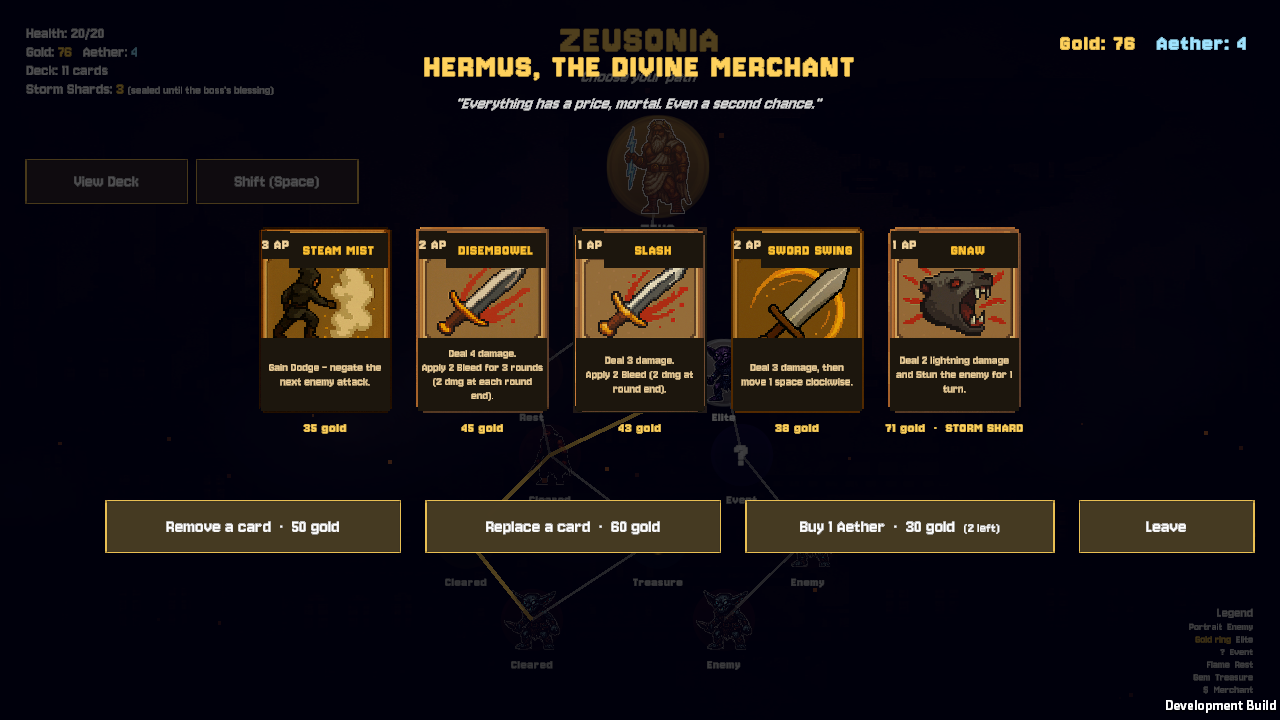 Health: 20/20
Gold: 76 Aether: 4
Deck: 11 cards
Storm Shards: 3 (sealed until the boss's blessing)
ZEUSONIA
Gold: 76 Aether: 4
HERMUS, THE DIVINE MERCHANT
choose your path
"Everything has a price, mortal. Even a second chance."
View Deck
Shift (Space)
3 AP
STEAM MIST
Gain Dodge - negate the
next enemy attack.
35 gold
2 AP
DISEMBOWEL
Deal 4 damage.
Apply 2 Bleed for 3 rounds
(2 dmg at each round
end).
45 gold
1 AP
SLASH
Deal 3 damage.
Apply 2 Bleed (2 dmg at
round end).
43 gold
2 AP
SWORD SWING
Deal 3 damage, then
move 1 space clockwise.
38 gold
1 AP
GNAW
Deal 2 lightning damage
and Stun the enemy for 1
turn.
71 gold · STORM SHARD
Rest
Elite
?
Cleared
Event
Remove a card · 50 gold
Replace a card · 60 gold
Buy 1 Aether · 30 gold (2 left)
Leave
Cleared
Treasure
Enemy
Cleared
Enemy
Legend
Portrait Enemy
Gold ring Elite
? Event
Flame Rest
Gem Treasure
$ Merchant
Development Build